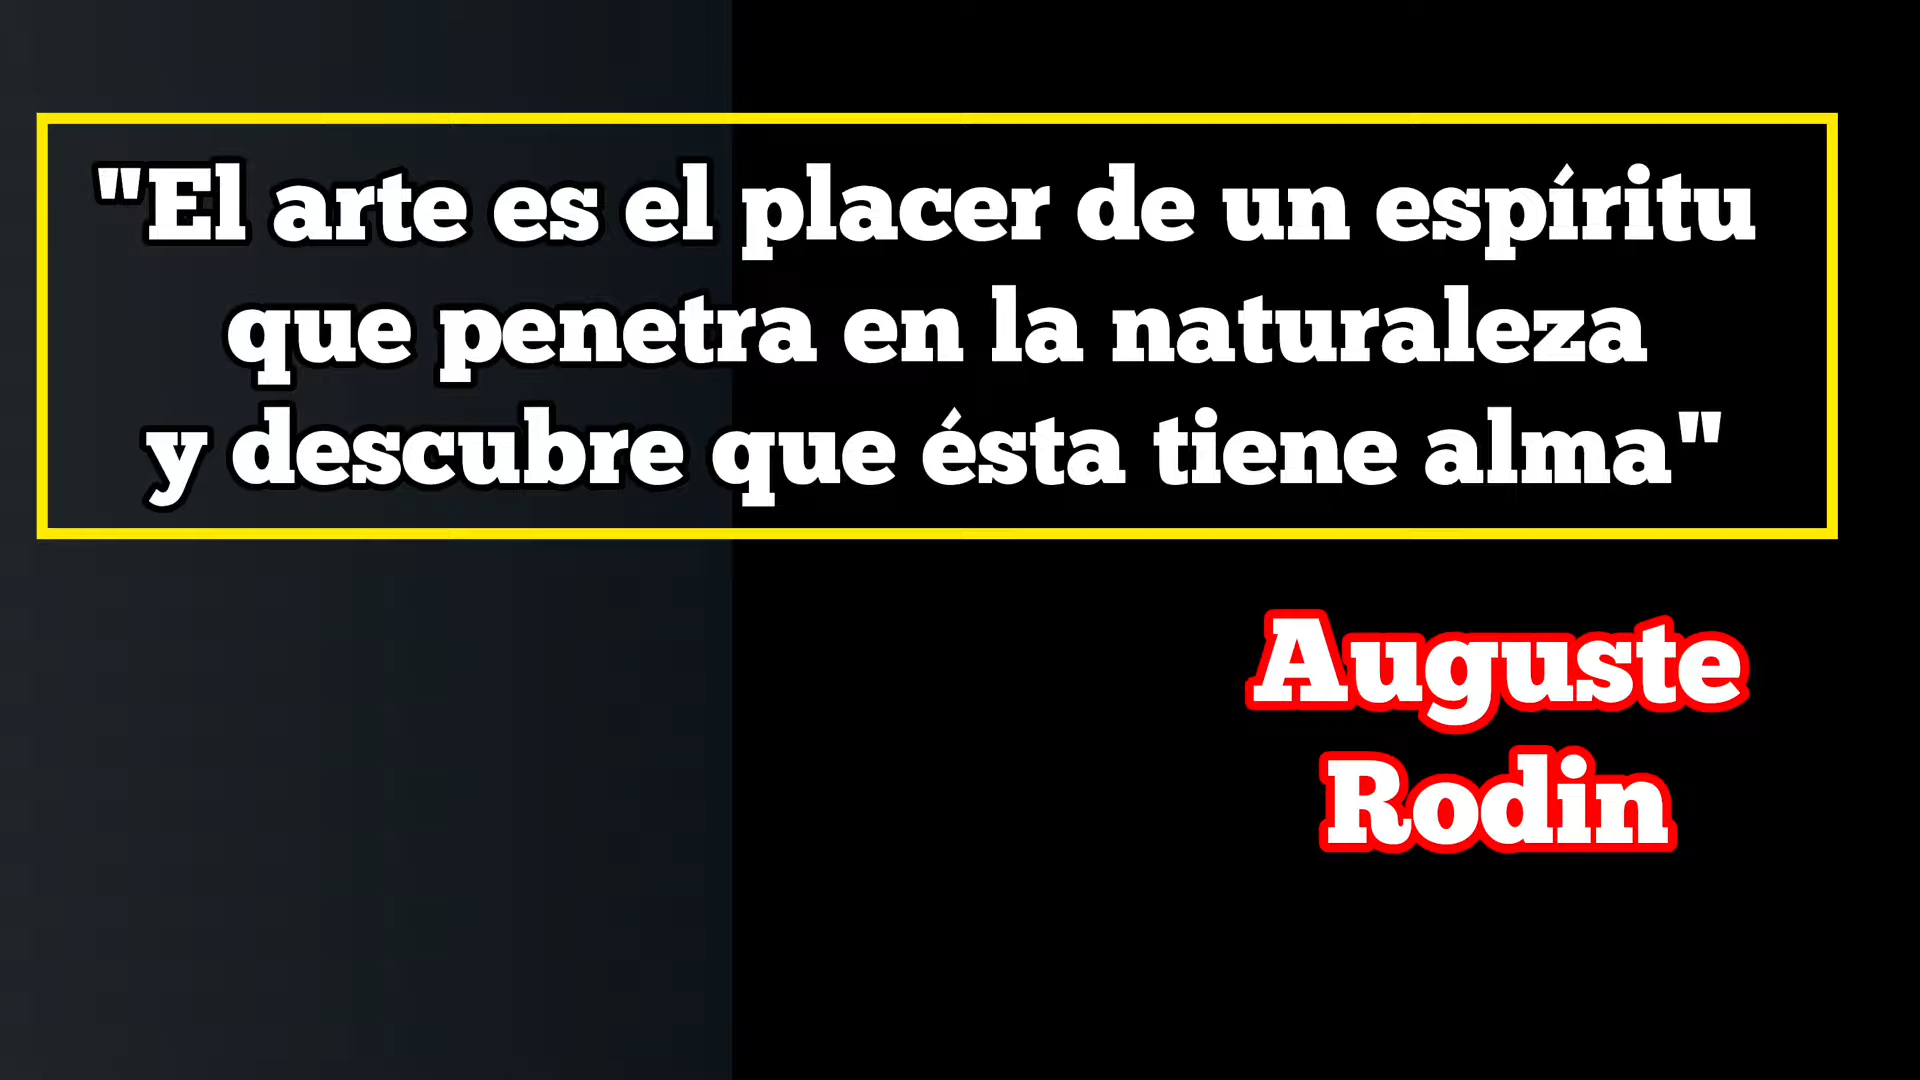 "El arte es el placer de un espíritu
que penetra en la naturaleza
y descubre que ésta tiene alma"
Auguste
Rodin